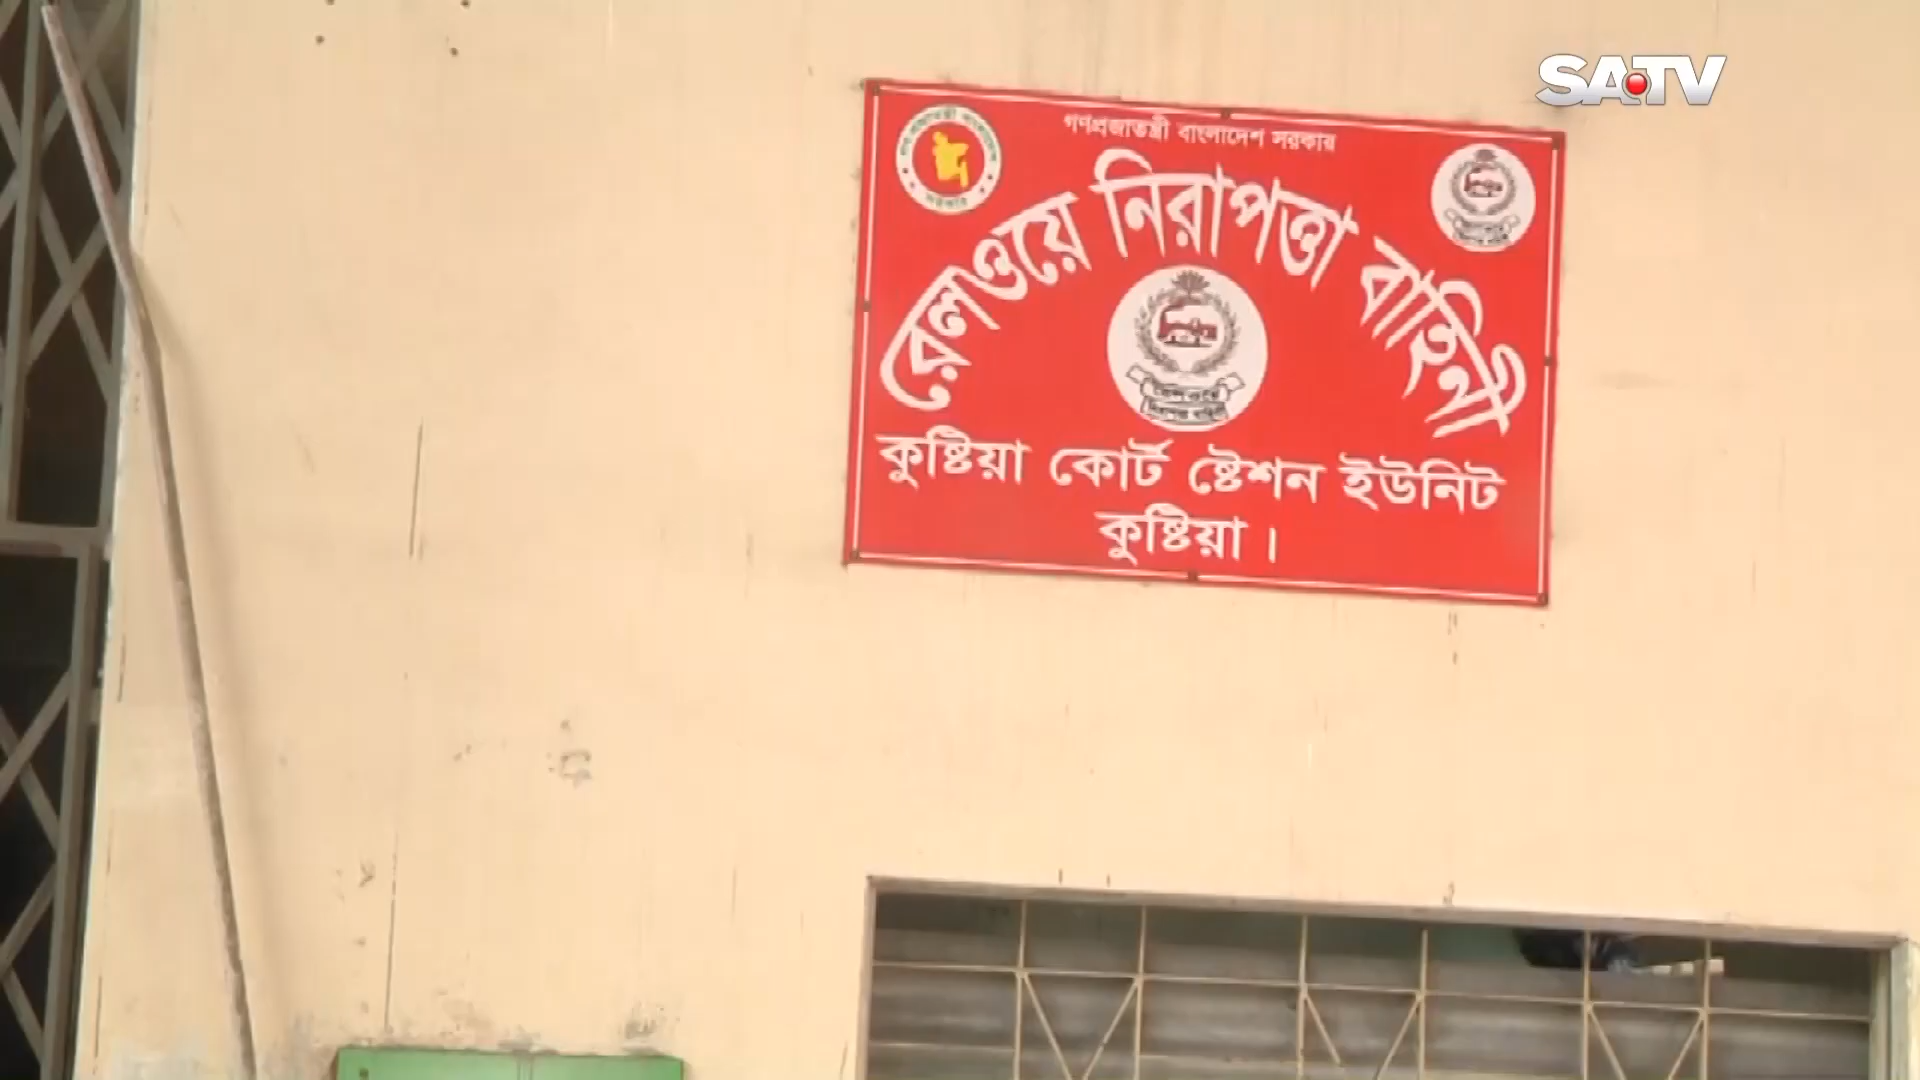 SATV
গণপ্রজাতন্ত্রী বাংলাদেশ সরকার
রেলওয়ে নিরাপত্তা বাহিনী
কুষ্টিয়া কোর্ট ষ্টেশন ইউনিট
কুষ্টিয়া।